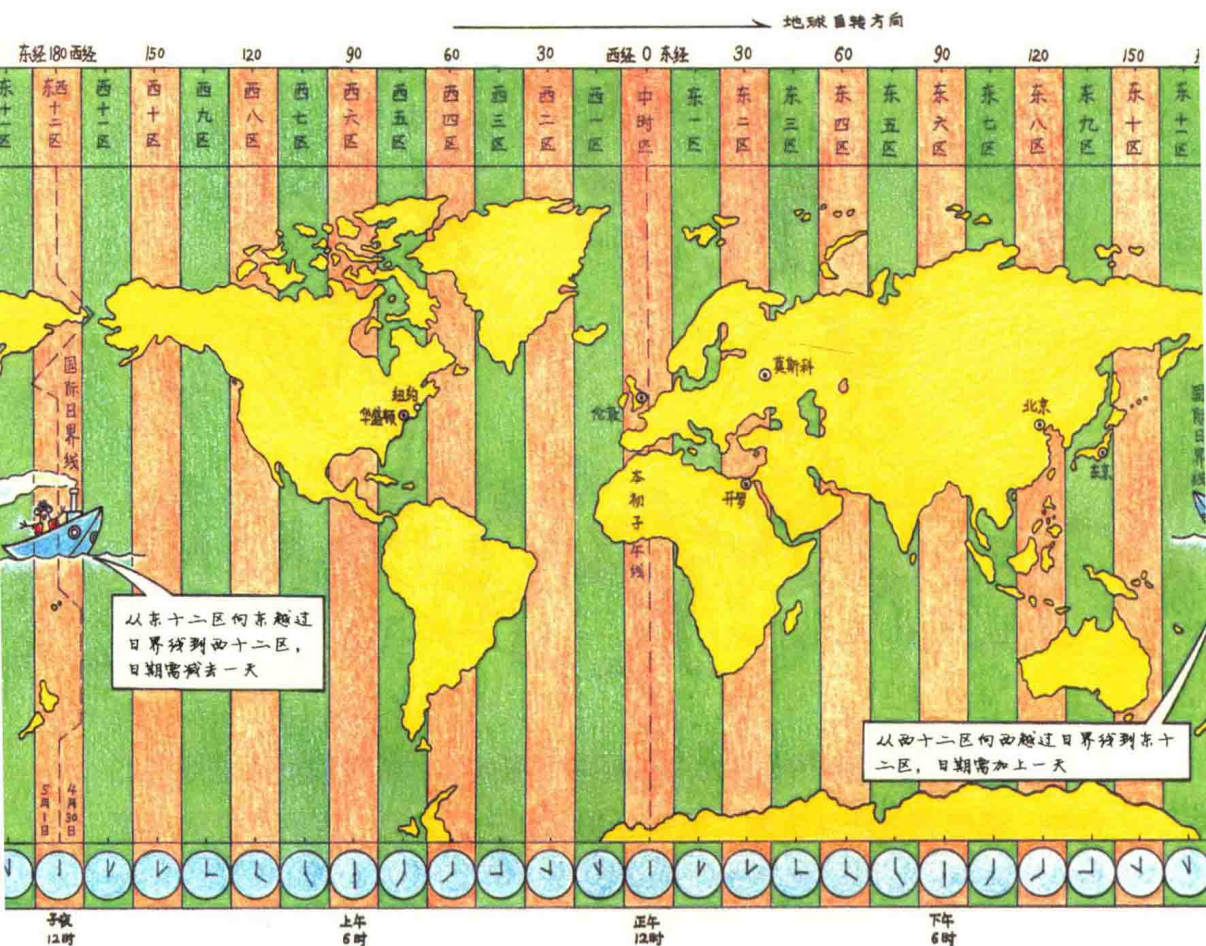 地球自转方向
东经 180 西经 150 120 90 60 30 西经 0 东经 30 60 90 120 150
东十一区
东西十二区
西十一区
西十区
西九区
西八区
西七区
西六区
西五区
西四区
西三区
西二区
西一区
中时区
东一区
东二区
东三区
东四区
东五区
东六区
东七区
东八区
东九区
东十区
东十一区
国际日界线
纽约
华盛顿
伦敦
莫斯科
北京
东京
开罗
本初子午线
国际日界线
从东十二区向东越过
日界线到西十二区，
日期需减去一天
从西十二区向西越过日界线到东十
二区，日期需加上一天
5月1日
4月30日
子夜
12时
上午
6时
正午
12时
下午
6时